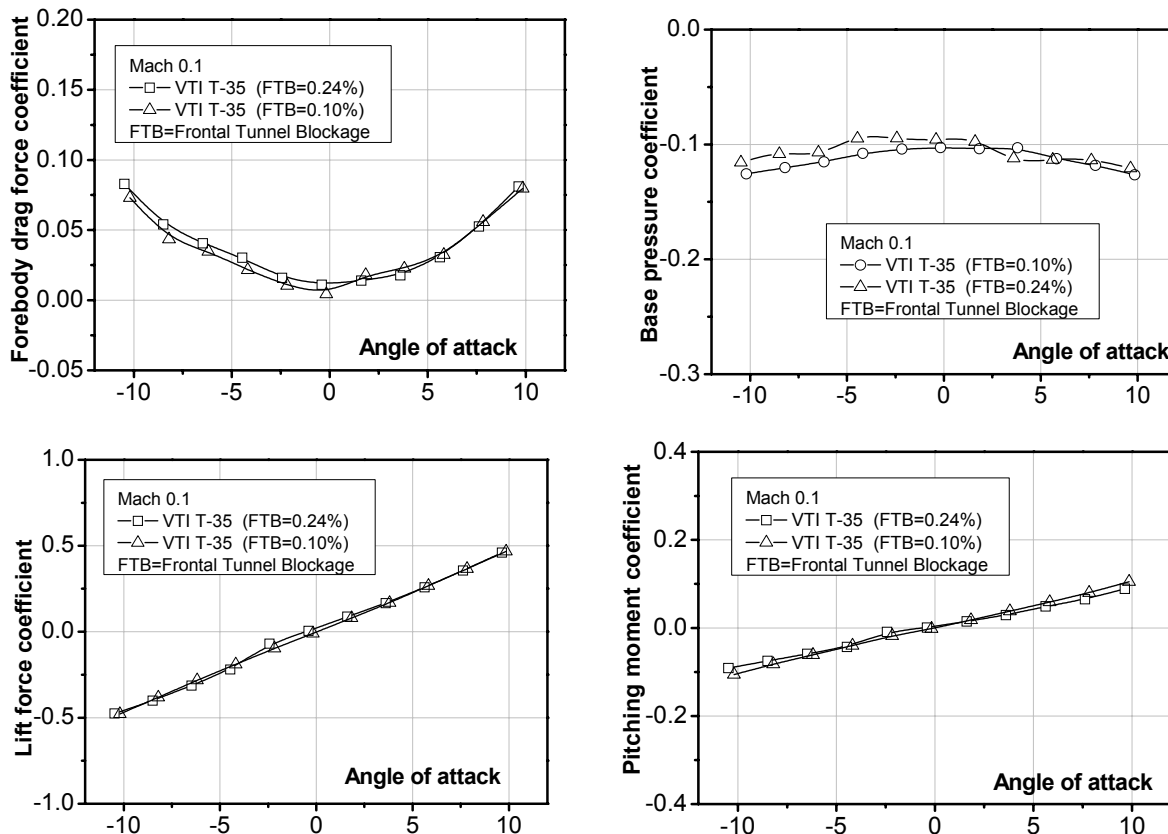 Forebody drag force coefficient
0.20
0.15
0.10
0.05
0.00
-0.05
Mach 0.1
VTI T-35 (FTB=0.24%)
VTI T-35 (FTB=0.10%)
FTB=Frontal Tunnel Blockage
Angle of attack
-10 -5 0 5 10
Base pressure coefficient
0.0
-0.1
-0.2
-0.3
Mach 0.1
VTI T-35 (FTB=0.10%)
VTI T-35 (FTB=0.24%)
FTB=Frontal Tunnel Blockage
Angle of attack
-10 -5 0 5 10
Lift force coefficient
1.0
0.5
0.0
-0.5
-1.0
Mach 0.1
VTI T-35 (FTB=0.24%)
VTI T-35 (FTB=0.10%)
FTB=Frontal Tunnel Blockage
Angle of attack
-10 -5 0 5 10
Pitching moment coefficient
0.4
0.2
0.0
-0.2
-0.4
Mach 0.1
VTI T-35 (FTB=0.24%)
VTI T-35 (FTB=0.10%)
FTB=Frontal Tunnel Blockage
Angle of attack
-10 -5 0 5 10